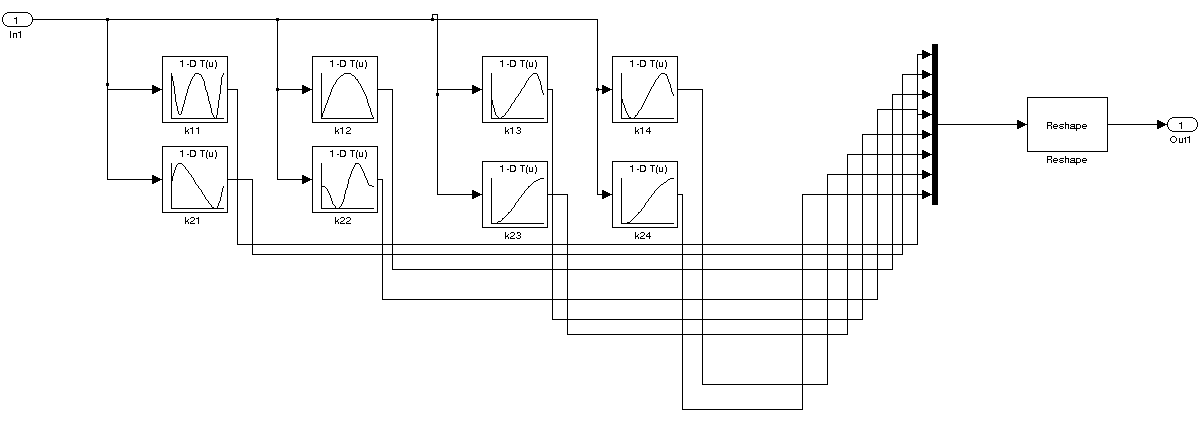 1
In1
1-D T(u)
k11
1-D T(u)
k12
1-D T(u)
k13
1-D T(u)
k14
1-D T(u)
k21
1-D T(u)
k22
1-D T(u)
k23
1-D T(u)
k24
Reshape
Reshape
1
Out1